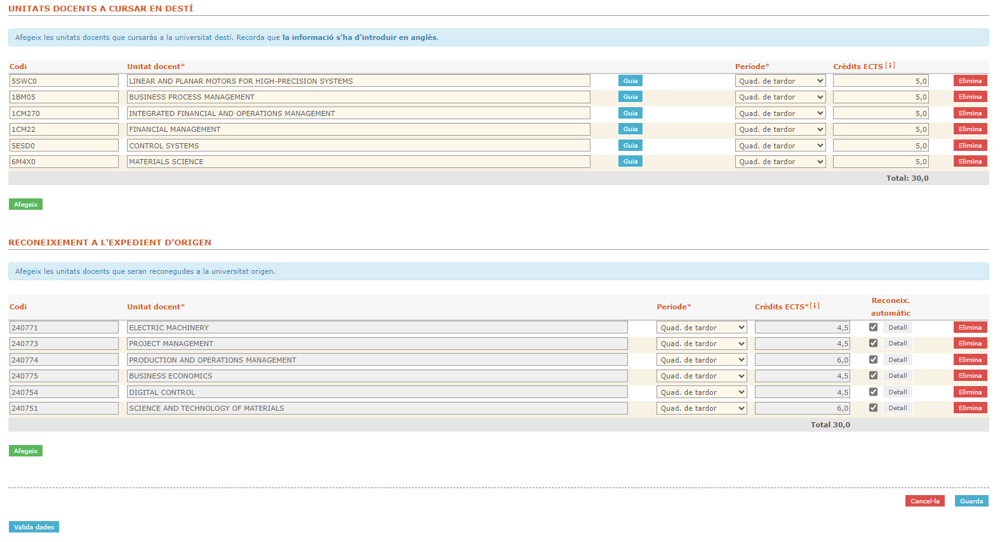 UNITATS DOCENTS A CURSAR EN DESTÍ
Afegeix les unitats docents que cursaràs a la universitat destí. Recorda que la informació s'ha d'introduir en anglès.
Codi Unitat docent* Període* Crèdits ECTS [i]
5SWC0 LINEAR AND PLANAR MOTORS FOR HIGH-PRECISION SYSTEMS Guia Quad. de tardor 5,0 Elimina
1BM05 BUSINESS PROCESS MANAGEMENT Guia Quad. de tardor 5,0 Elimina
1CM270 INTEGRATED FINANCIAL AND OPERATIONS MANAGEMENT Guia Quad. de tardor 5,0 Elimina
1CM22 FINANCIAL MANAGEMENT Guia Quad. de tardor 5,0 Elimina
5ESD0 CONTROL SYSTEMS Guia Quad. de tardor 5,0 Elimina
6M4X0 MATERIALS SCIENCE Guia Quad. de tardor 5,0 Elimina
Total: 30,0
Afegeix
RECONEIXEMENT A L'EXPEDIENT D'ORIGEN
Afegeix les unitats docents que seran reconegudes a la universitat origen.
Codi Unitat docent* Període* Crèdits ECTS*[i] Reconeix. automàtic
240771 ELECTRIC MACHINERY Quad. de tardor 4,5 Detall Elimina
240773 PROJECT MANAGEMENT Quad. de tardor 4,5 Detall Elimina
240774 PRODUCTION AND OPERATIONS MANAGEMENT Quad. de tardor 6,0 Detall Elimina
240775 BUSINESS ECONOMICS Quad. de tardor 4,5 Detall Elimina
240754 DIGITAL CONTROL Quad. de tardor 4,5 Detall Elimina
240751 SCIENCE AND TECHNOLOGY OF MATERIALS Quad. de tardor 6,0 Detall Elimina
Total 30,0
Afegeix
Cancel·la Guarda
Valida dades